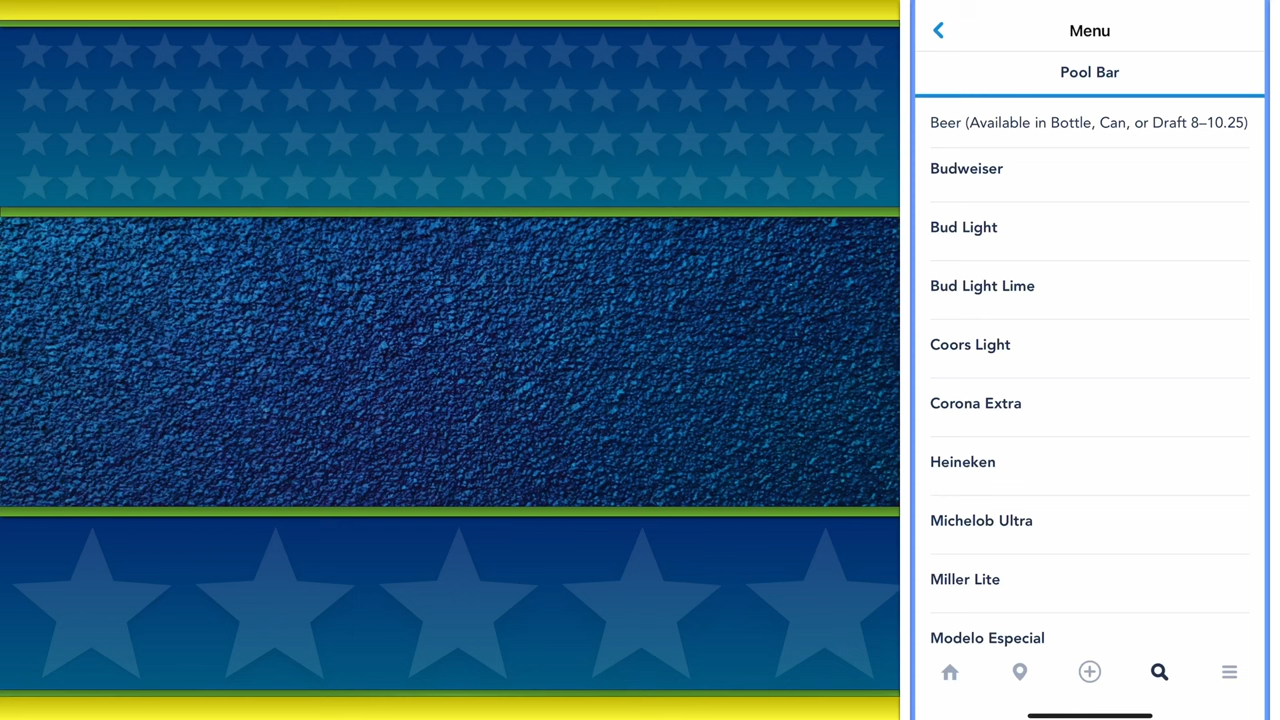 Menu
Pool Bar
Beer (Available in Bottle, Can, or Draft 8–10.25)
Budweiser
Bud Light
Bud Light Lime
Coors Light
Corona Extra
Heineken
Michelob Ultra
Miller Lite
Modelo Especial